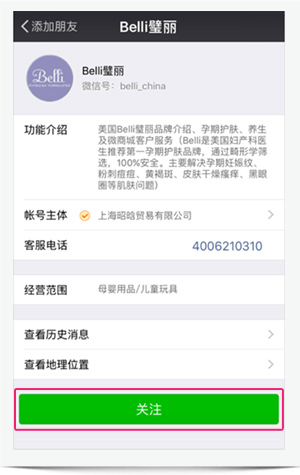 添加朋友
Belli璧丽
Belli
Belli璧丽
微信号：belli_china
功能介绍
美国Belli璧丽品牌介绍、孕期护肤、养生
及微商城客户服务（Belli是美国妇产科医
生推荐第一孕期护肤品牌，通过畸形学筛
选，100%安全。主要解决孕期妊娠纹、
粉刺痘痘、黄褐斑、皮肤干燥瘙痒、黑眼
圈等肌肤问题）
帐号主体
上海昭晗贸易有限公司
客服电话
4006210310
经营范围
母婴用品/儿童玩具
查看历史消息
查看地理位置
关注